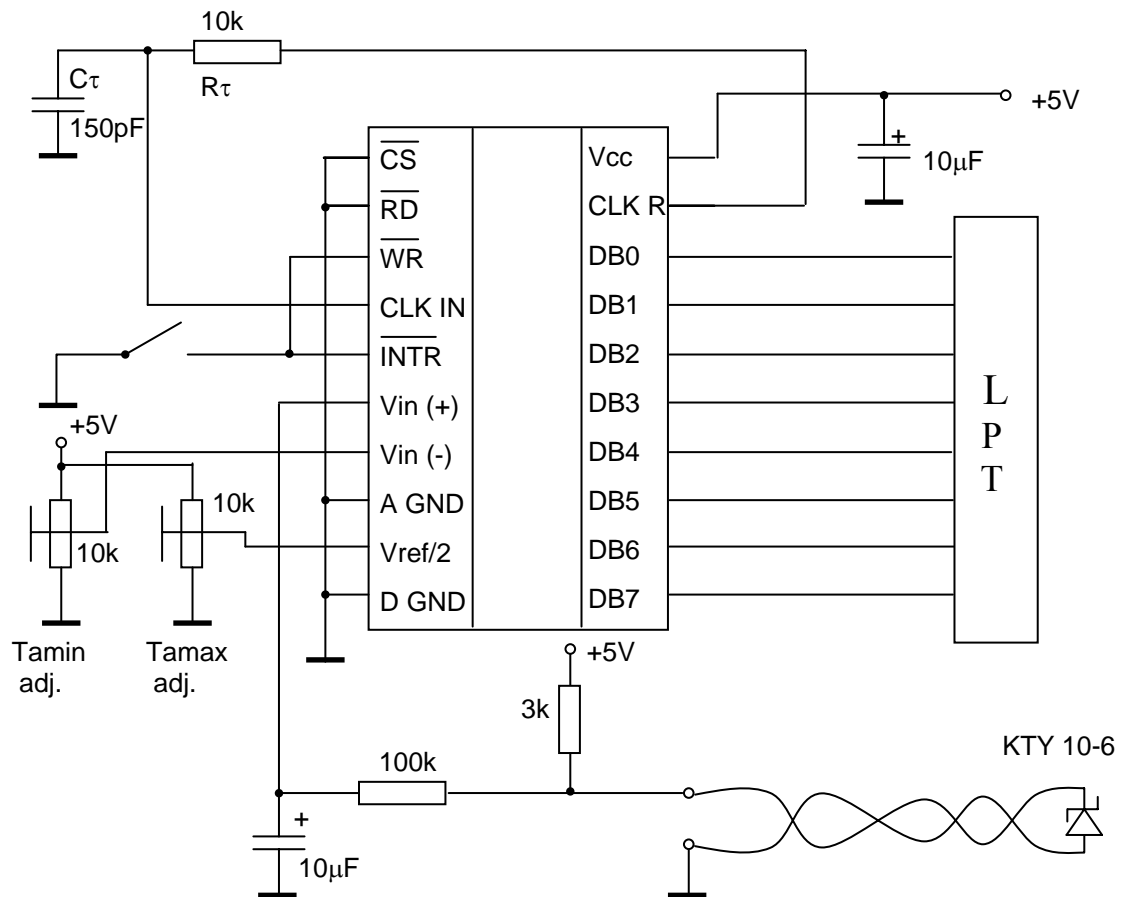 10k
Cτ
Rτ
150pF
+5V
+
10μF
CS
RD
WR
CLK IN
INTR
Vin (+)
Vin (-)
A GND
Vref/2
D GND
Vcc
CLK R
DB0
DB1
DB2
DB3
DB4
DB5
DB6
DB7
L
P
T
+5V
10k
10k
Tamin
adj.
Tamax
adj.
+5V
3k
100k
+
10μF
KTY 10-6